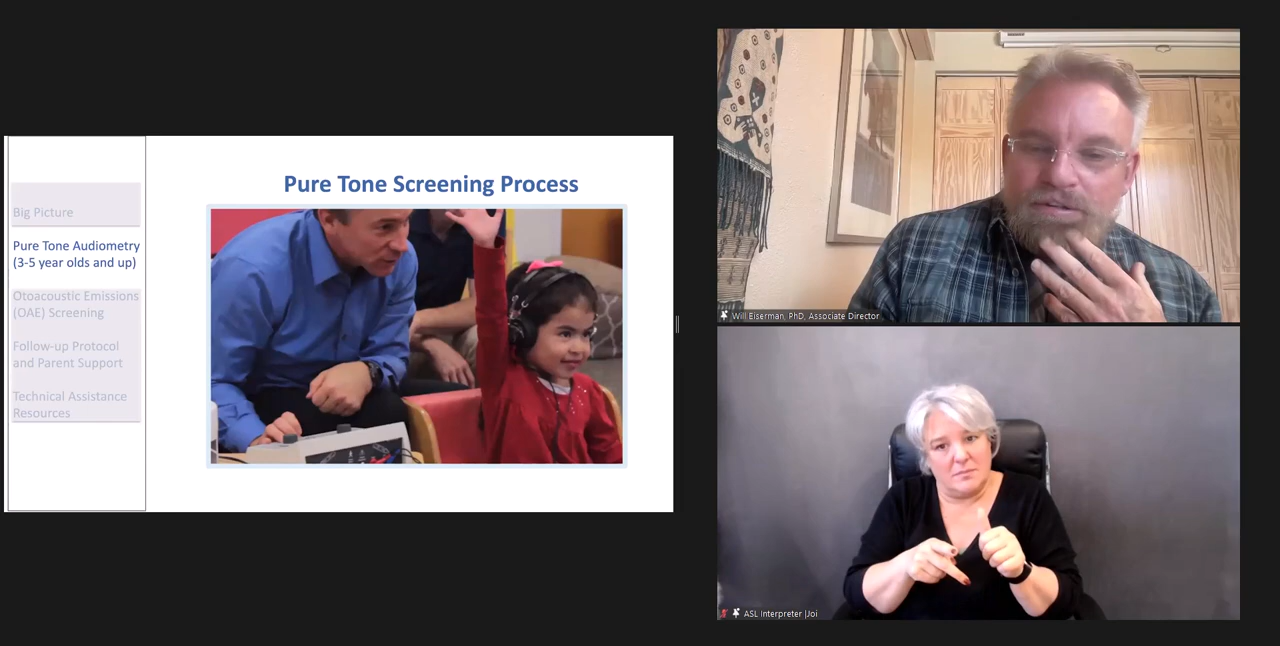 Pure Tone Screening Process
Big Picture
Pure Tone Audiometry
(3-5 year olds and up)
Otoacoustic Emissions
(OAE) Screening
Follow-up Protocol
and Parent Support
Technical Assistance
Resources
Will Eiserman, PhD, Associate Director
ASL Interpreter |Joi